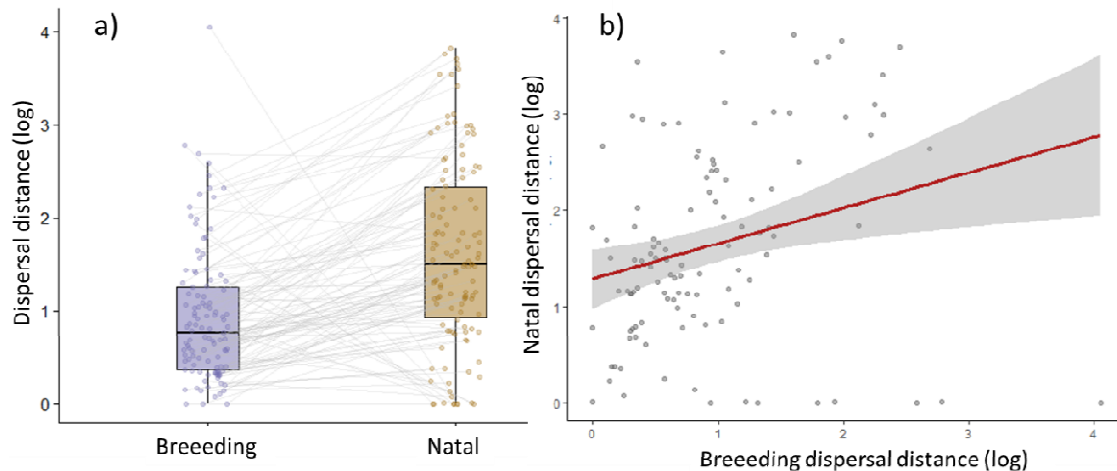 a)
Dispersal distance (log)
4
3
2
1
0
Breeeding
Natal
b)
Natal dispersal distance (log)
4
3
2
1
0
0
1
2
3
4
Breeeding dispersal distance (log)